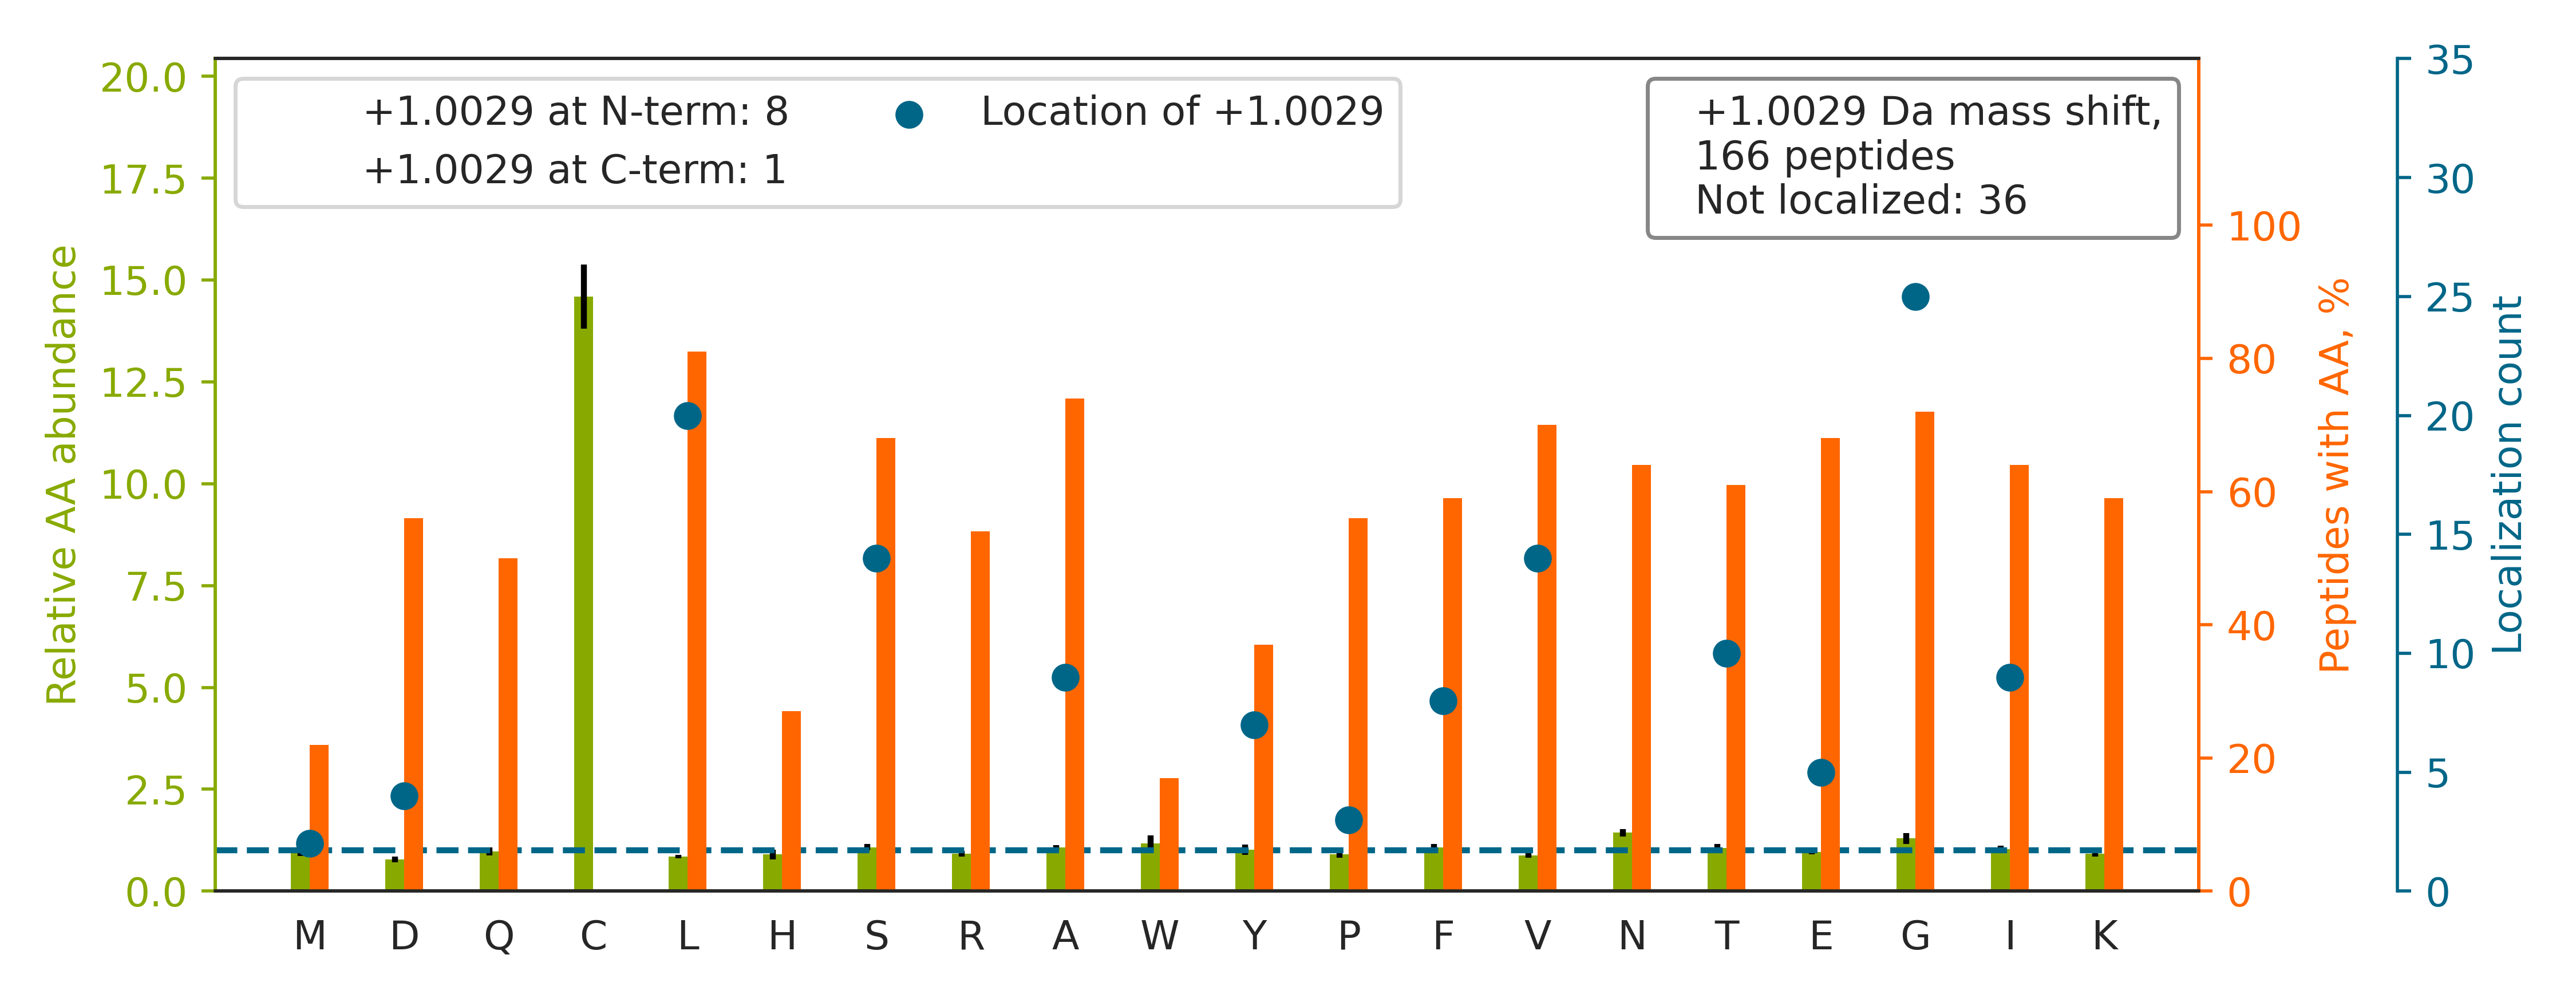 +1.0029 at N-term: 8
+1.0029 at C-term: 1
Location of +1.0029
+1.0029 Da mass shift,
166 peptides
Not localized: 36
Relative AA abundance
20.0
17.5
15.0
12.5
10.0
7.5
5.0
2.5
0.0
M D Q C L H S R A W Y P F V N T E G I K
100
80
60
40
20
0
Peptides with AA, %
35
30
25
20
15
10
5
0
Localization count